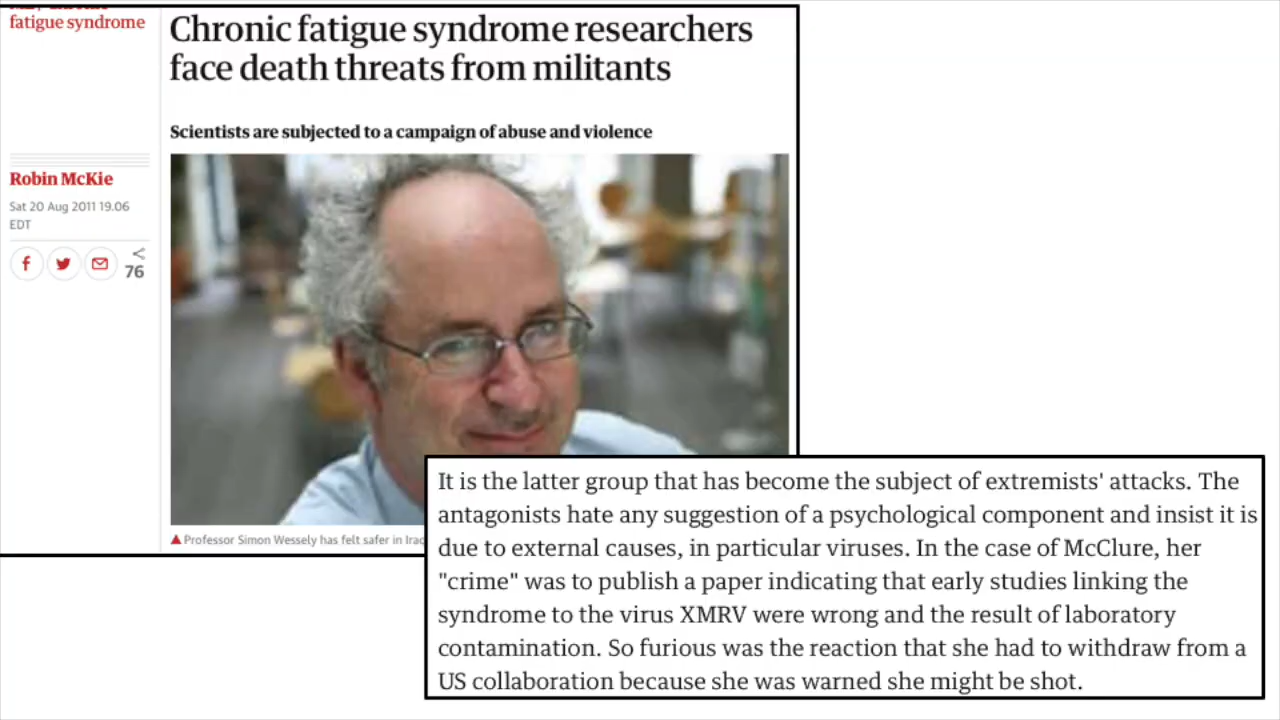 fatigue syndrome
Chronic fatigue syndrome researchers
face death threats from militants
Scientists are subjected to a campaign of abuse and violence
Robin McKie
Sat 20 Aug 2011 19.06
EDT
76
Professor Simon Wessely has felt safer in
It is the latter group that has become the subject of extremists' attacks. The
antagonists hate any suggestion of a psychological component and insist it is
due to external causes, in particular viruses. In the case of McClure, her
"crime" was to publish a paper indicating that early studies linking the
syndrome to the virus XMRV were wrong and the result of laboratory
contamination. So furious was the reaction that she had to withdraw from a
US collaboration because she was warned she might be shot.